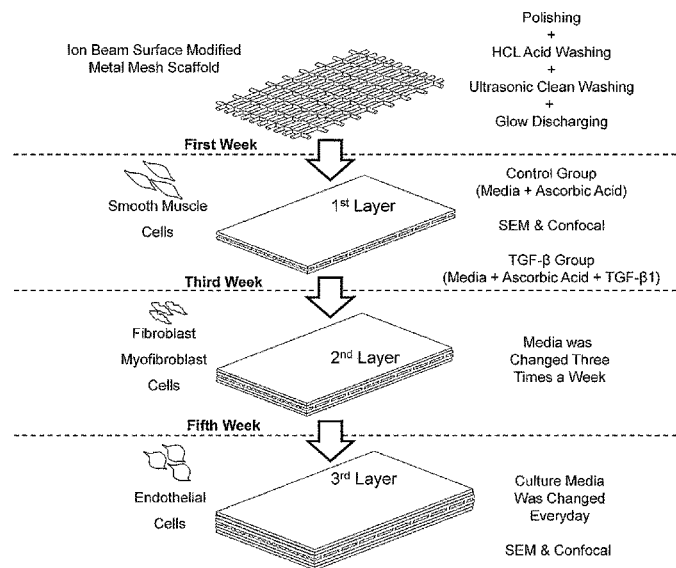 Ion Beam Surface Modified
Metal Mesh Scaffold
Polishing
+
HCL Acid Washing
+
Ultrasonic Clean Washing
+
Glow Discharging
First Week
Smooth Muscle
Cells
1st Layer
Control Group
(Media + Ascorbic Acid)
SEM & Confocal
TGF-β Group
(Media + Ascorbic Acid + TGF-β1)
Third Week
Fibroblast
Myofibroblast
Cells
2nd Layer
Media was
Changed Three
Times a Week
Fifth Week
Endothelial
Cells
3rd Layer
Culture Media
Was Changed
Everyday
SEM & Confocal